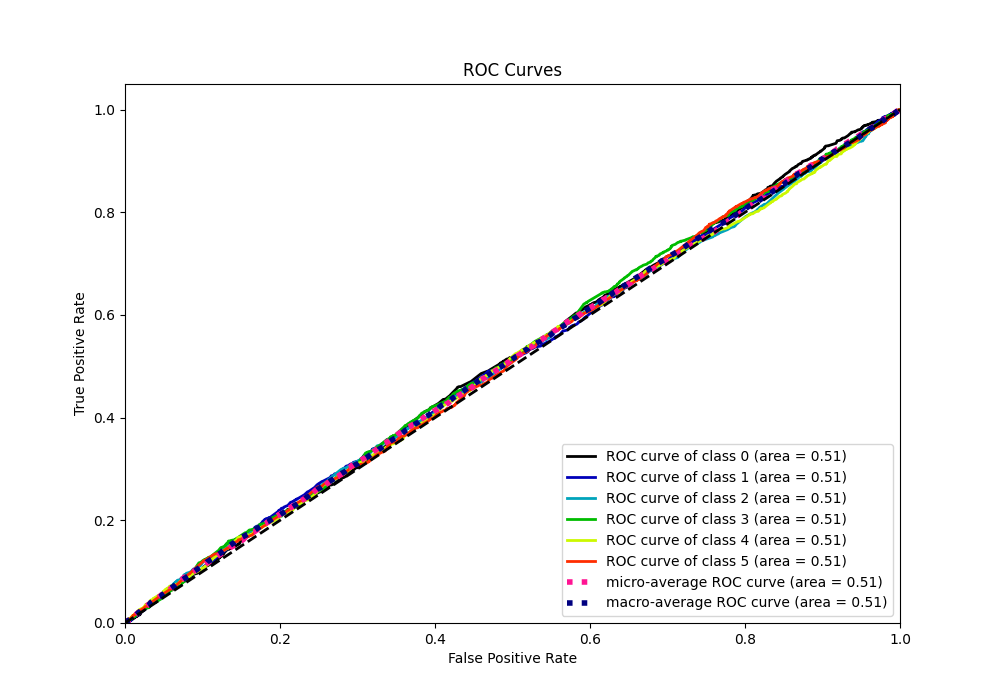 ROC Curves
True Positive Rate
1.0
0.8
0.6
0.4
0.2
0.0
ROC curve of class 0 (area = 0.51)
ROC curve of class 1 (area = 0.51)
ROC curve of class 2 (area = 0.51)
ROC curve of class 3 (area = 0.51)
ROC curve of class 4 (area = 0.51)
ROC curve of class 5 (area = 0.51)
micro-average ROC curve (area = 0.51)
macro-average ROC curve (area = 0.51)
0.0 0.2 0.4 0.6 0.8 1.0
False Positive Rate